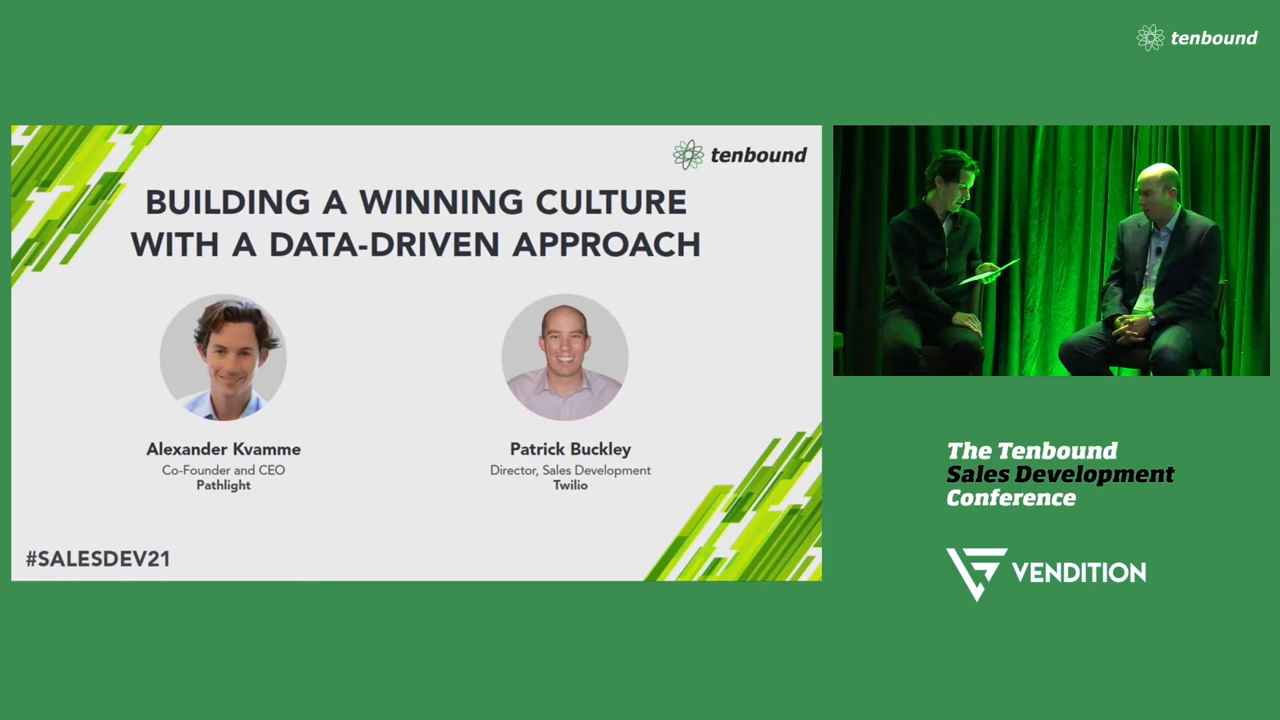 tenbound
tenbound
BUILDING A WINNING CULTURE
WITH A DATA-DRIVEN APPROACH
Alexander Kvamme
Co-Founder and CEO
Pathlight
Patrick Buckley
Director, Sales Development
Twilio
#SALESDEV21
The Tenbound
Sales Development
Conference
VENDITION